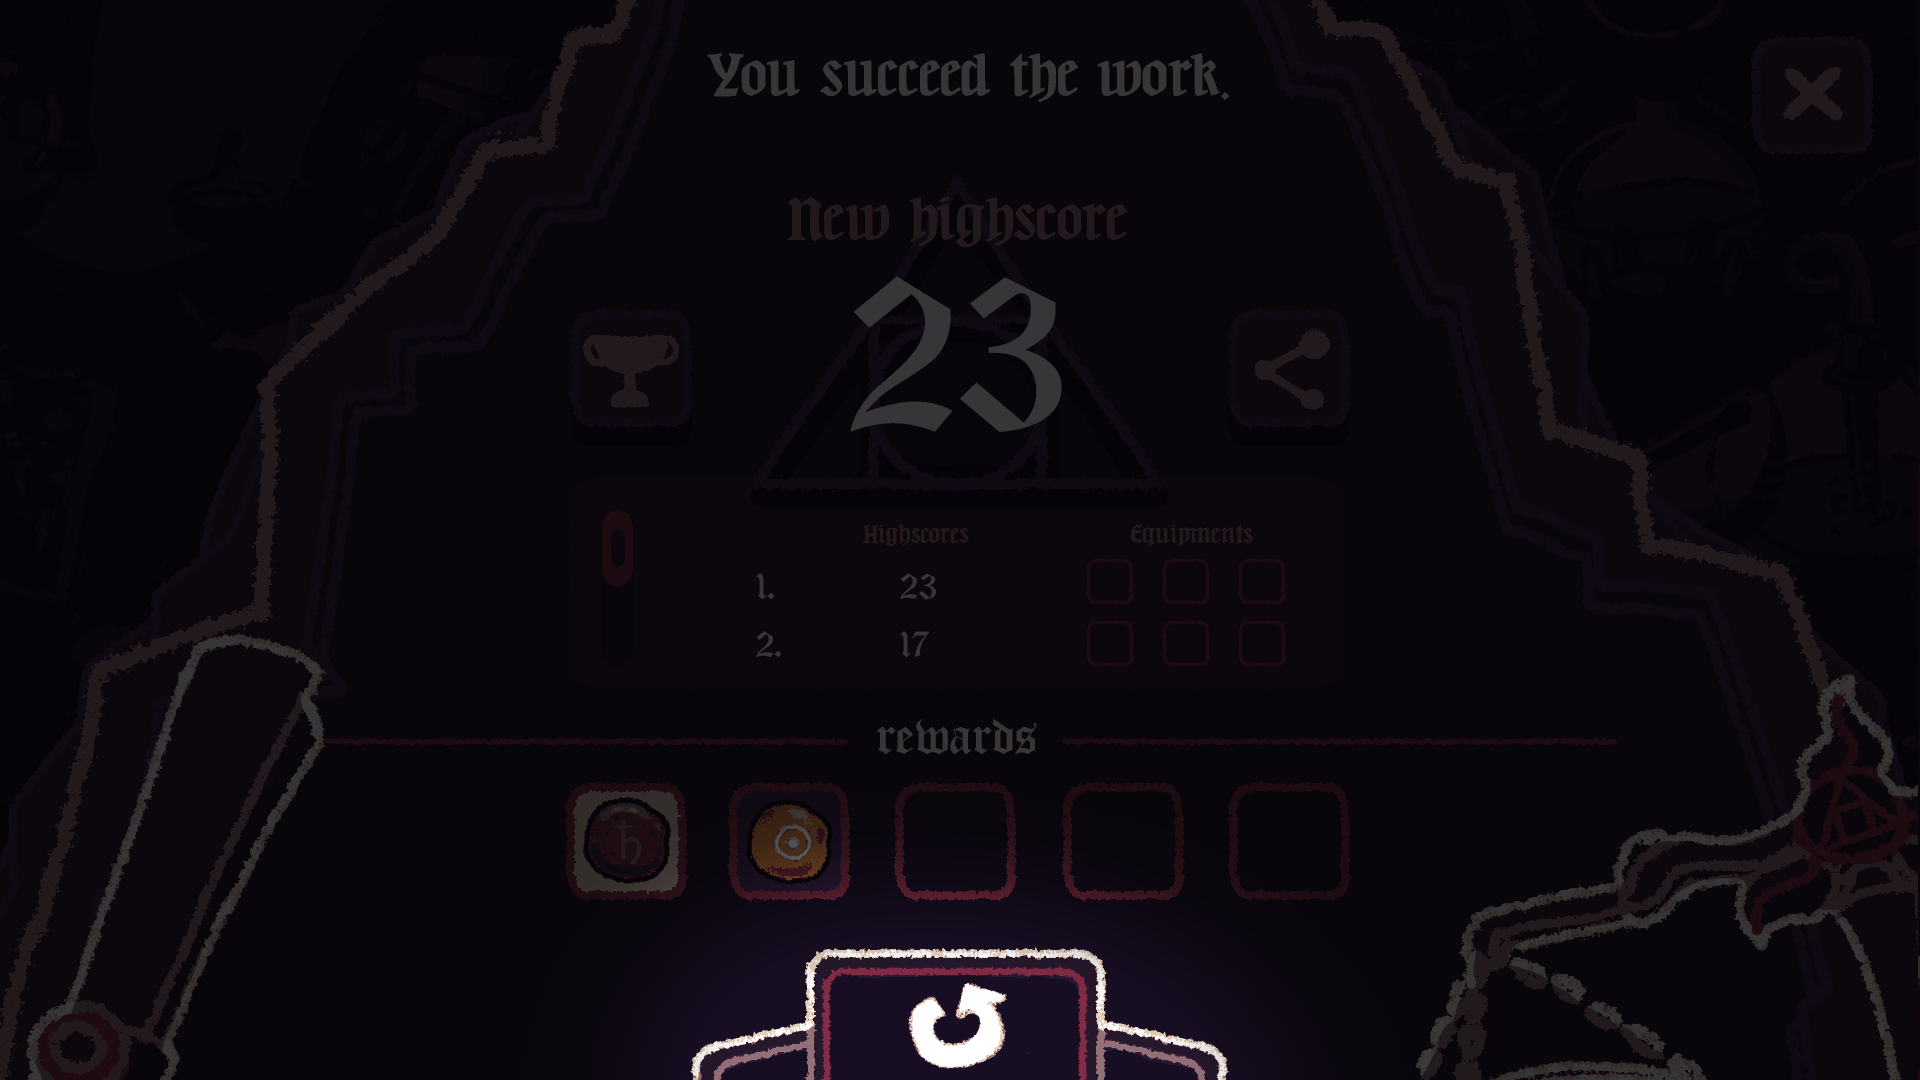 You succeed the work.
New highscore
23
Highscores Equipments
1. 23
2. 17
rewards